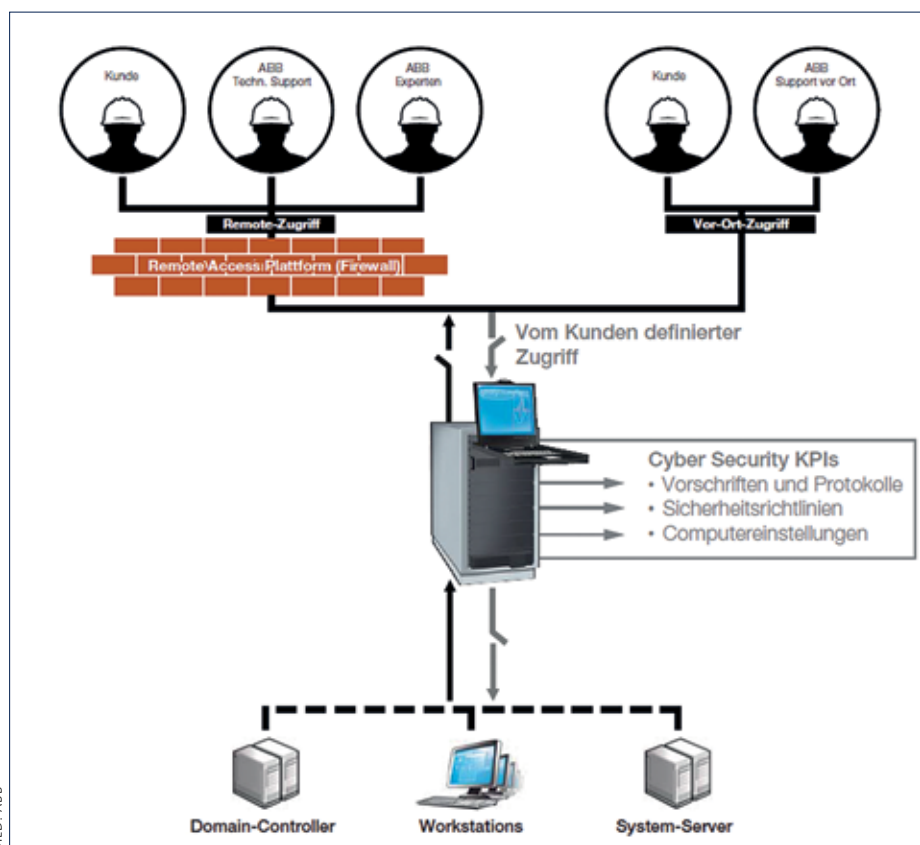 Kunde
ABB
Techn. Support
ABB
Experten
Kunde
ABB
Support vor Ort
Remote-Zugriff
Vor-Ort-Zugriff
Remote Access Plattform (Firewall)
Vom Kunden definierter
Zugriff
Cyber Security KPIs
• Vorschriften und Protokolle
• Sicherheitsrichtlinien
• Computereinstellungen
Domain-Controller
Workstations
System-Server